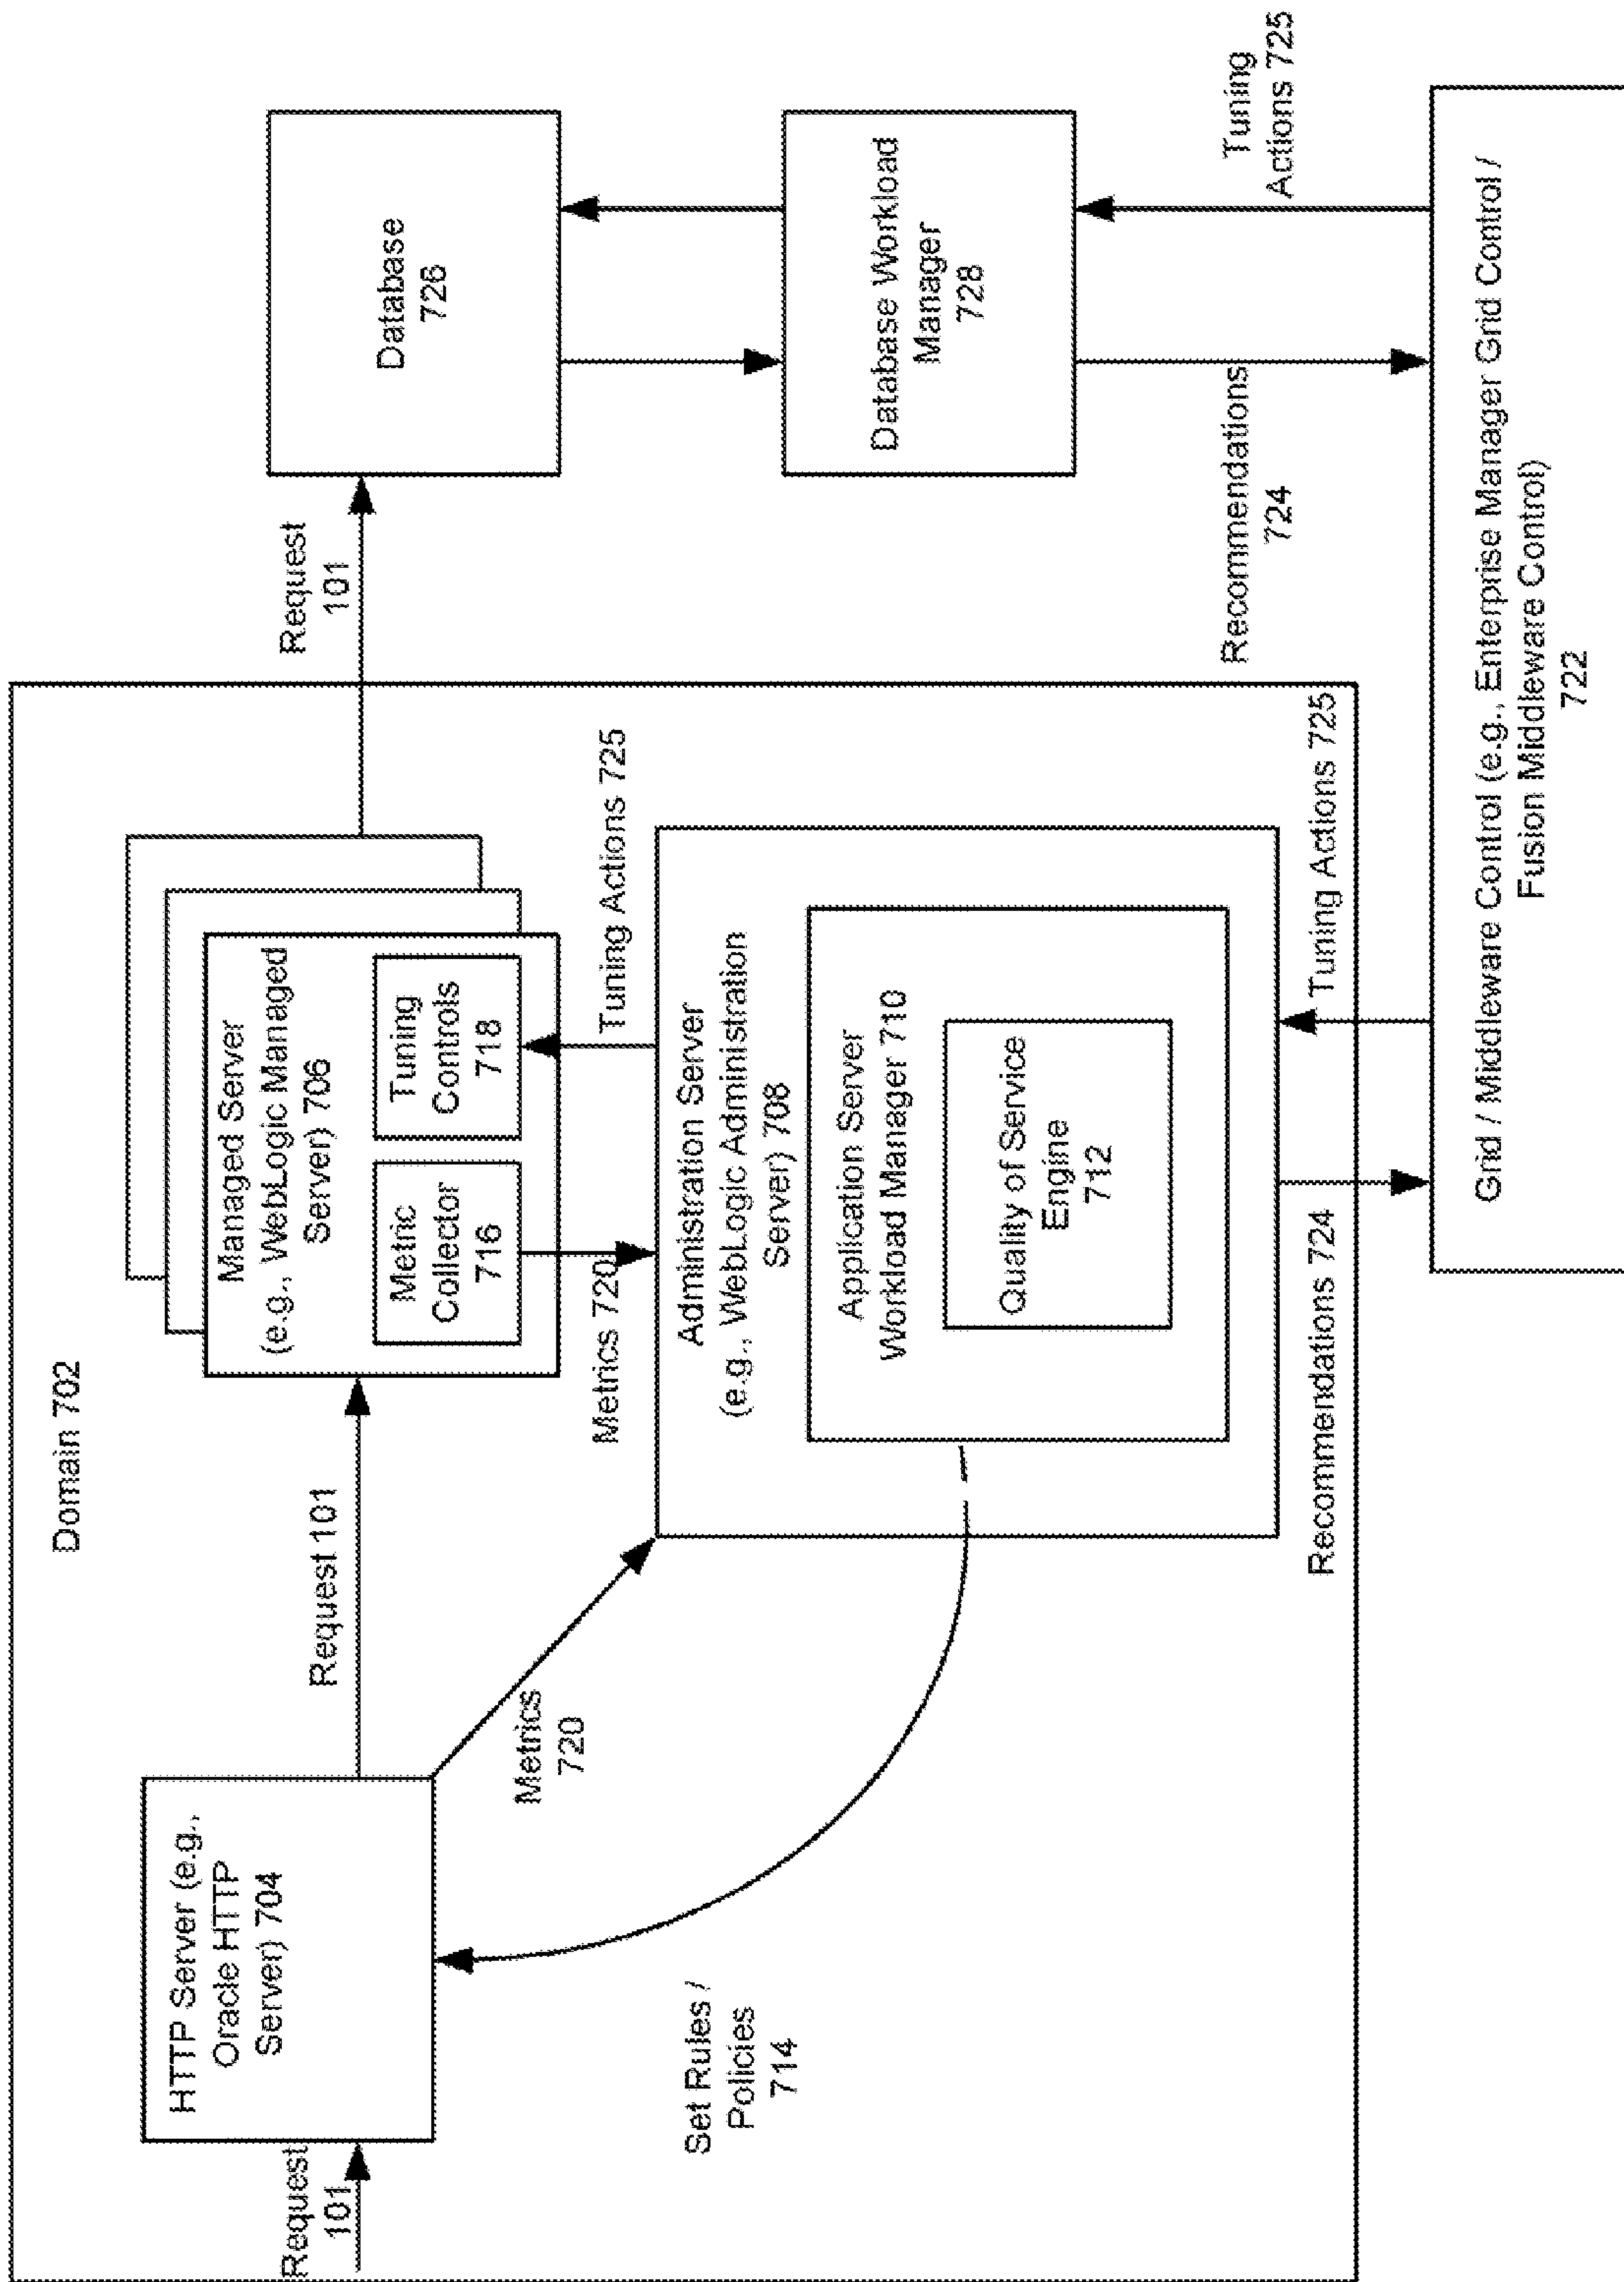 Domain 702
Request
101
HTTP Server (e.g.,
Oracle HTTP
Server) 704
Request 101
Managed Server
(e.g., WebLogic Managed
Server) 706
Metric
Collector
716
Tuning
Controls
718
Request
101
Database
726
Metrics
720
Metrics 720
Tuning Actions 725
Set Rules /
Policies
714
Administration Server
(e.g., WebLogic Administration
Server) 708
Application Server
Workload Manager 710
Quality of Service
Engine
712
Database Workload
Manager
728
Recommendations 724
Tuning Actions 725
Recommendations
724
Tuning
Actions 725
Grid / Middleware Control (e.g., Enterprise Manager Grid Control /
Fusion Middleware Control)
722